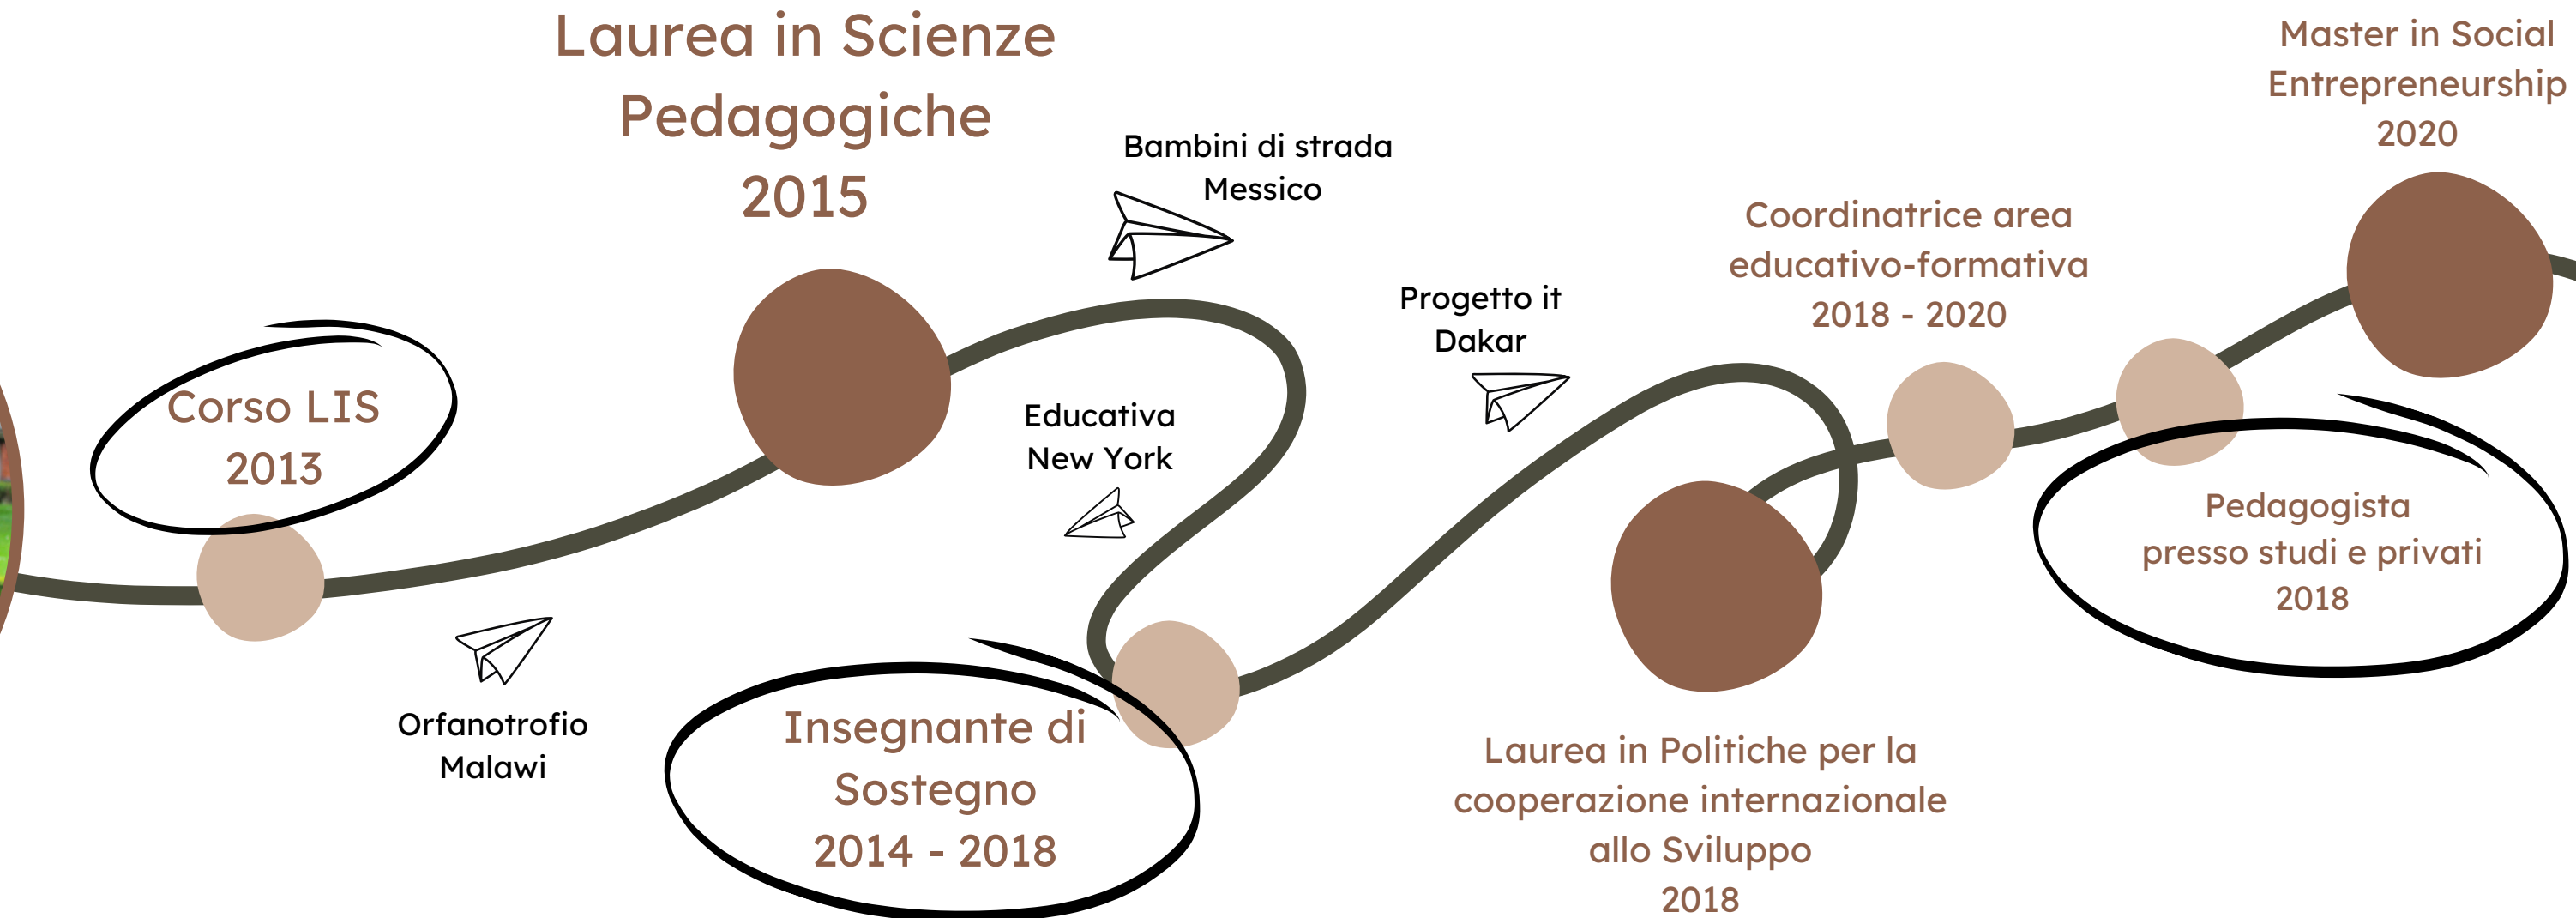 Corso LIS
2013
Orfanotrofio
Malawi
Laurea in Scienze
Pedagogiche
2015
Bambini di strada
Messico
Educativa
New York
Insegnante di
Sostegno
2014 - 2018
Progetto it
Dakar
Laurea in Politiche per la
cooperazione internazionale
allo Sviluppo
2018
Coordinatrice area
educativo-formativa
2018 - 2020
Pedagogista
presso studi e privati
2018
Master in Social
Entrepreneurship
2020